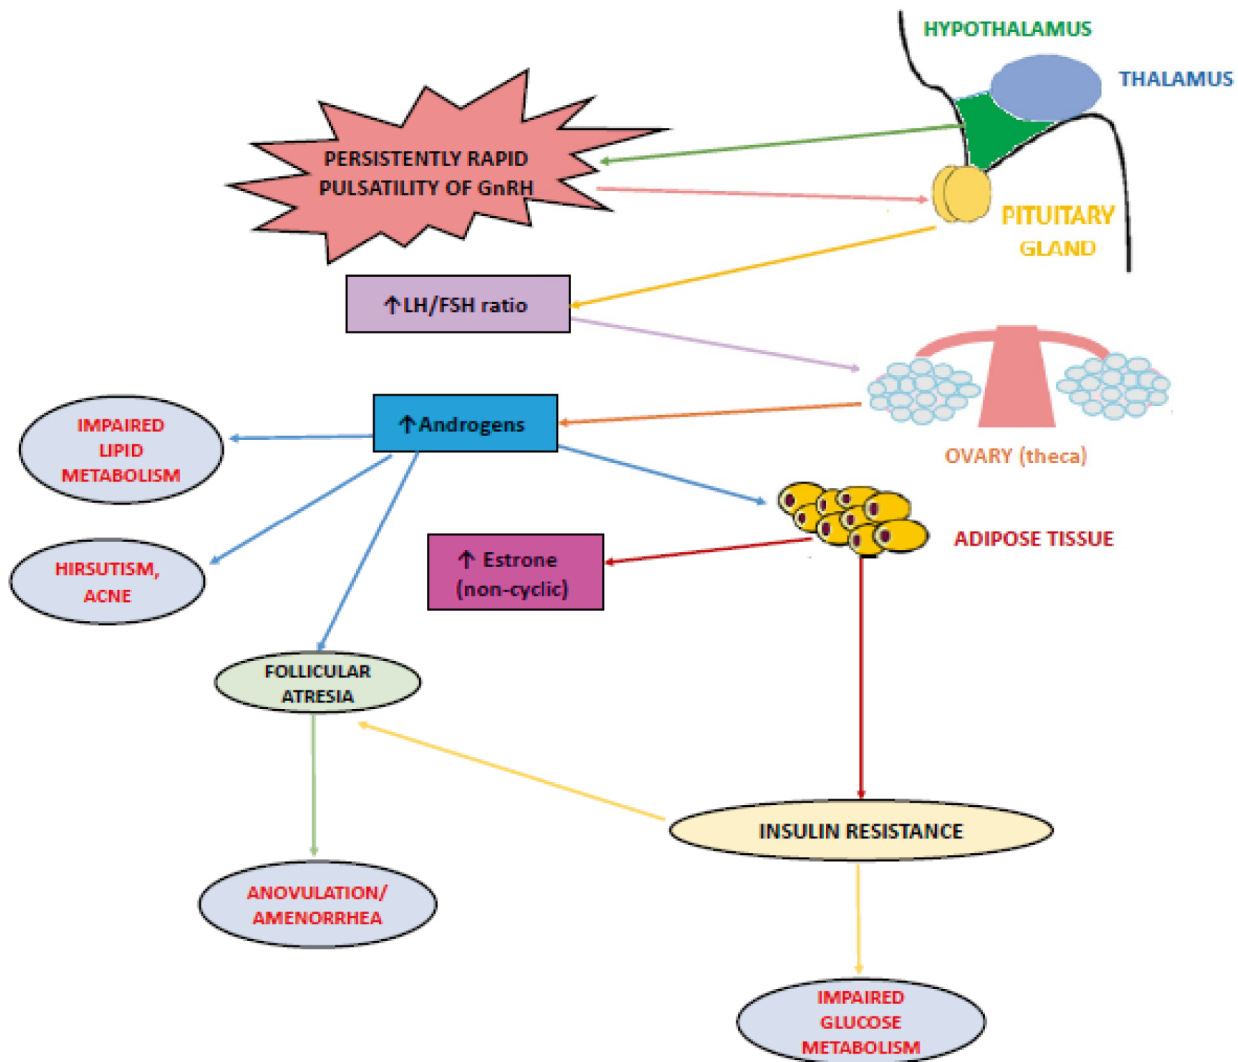 HYPOTHALAMUS
THALAMUS
PERSISTENTLY RAPID
PULSATILITY OF GnRH
PITUITARY
GLAND
↑LH/FSH ratio
↑Androgens
IMPAIRED
LIPID
METABOLISM
OVARY (theca)
ADIPOSE TISSUE
↑ Estrone
(non-cyclic)
HIRSUTISM,
ACNE
FOLLICULAR
ATRESIA
INSULIN RESISTANCE
ANOVULATION/
AMENORRHEA
IMPAIRED
GLUCOSE
METABOLISM